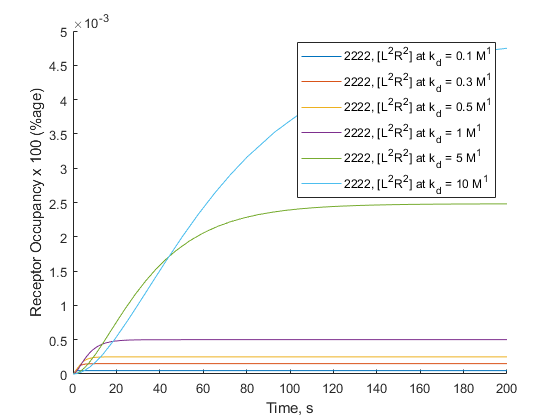 ×10⁻³
5
4.5
4
3.5
3
2.5
2
1.5
1
0.5
0
Receptor Occupancy x 100 (%age)
2222, [L²R²] at k_d = 0.1 M¹
2222, [L²R²] at k_d = 0.3 M¹
2222, [L²R²] at k_d = 0.5 M¹
2222, [L²R²] at k_d = 1 M¹
2222, [L²R²] at k_d = 5 M¹
2222, [L²R²] at k_d = 10 M¹
0 20 40 60 80 100 120 140 160 180 200
Time, s